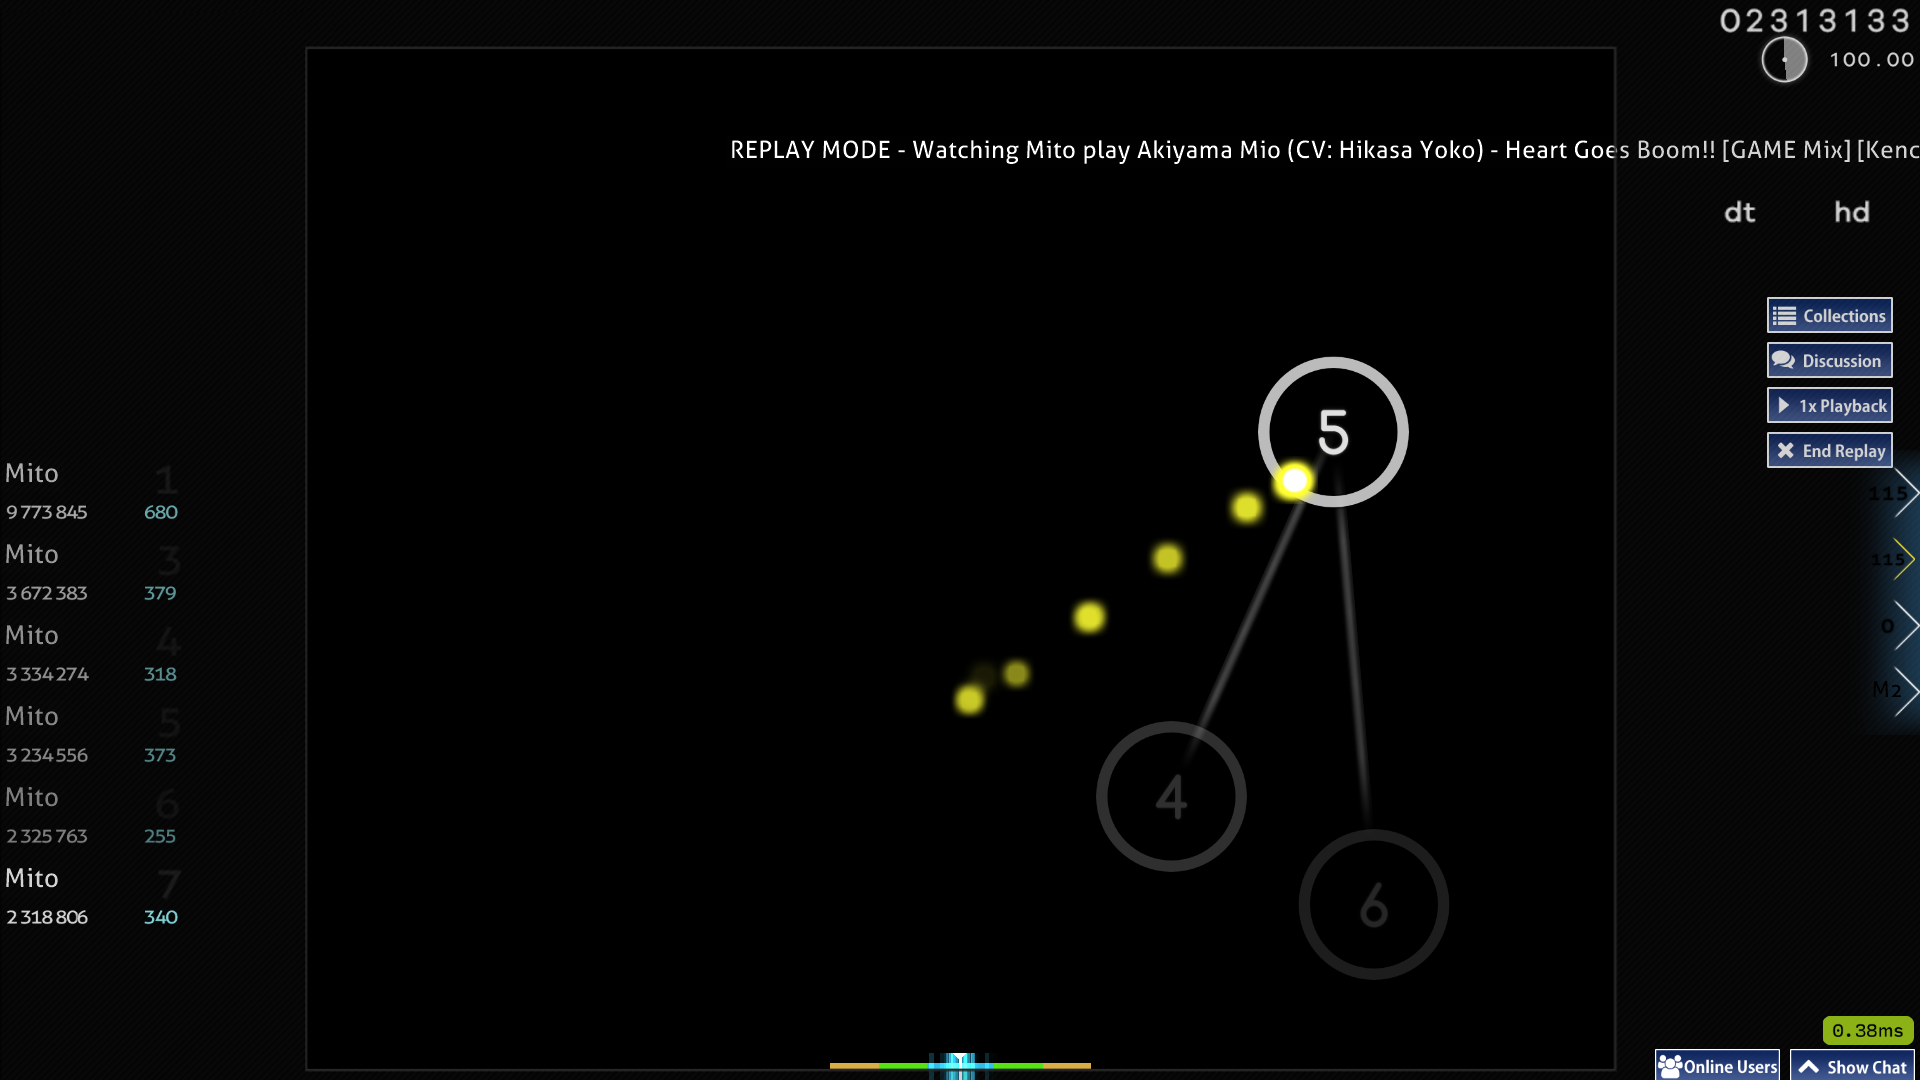 02313133
100.00
REPLAY MODE - Watching Mito play Akiyama Mio (CV: Hikasa Yoko) - Heart Goes Boom!! [GAME Mix] [Kenc
dt hd
Collections
Discussion
1x Playback
End Replay
5
Mito 1
9 773 845 680
115
Mito 3
3 672 383 379
115
Mito 4
3 334 274 318
0
Mito 5
3 234 556 373
M2
Mito 6
2 325 763 255
4
Mito 7
2 318 806 340
6
0.38ms
Online Users
Show Chat